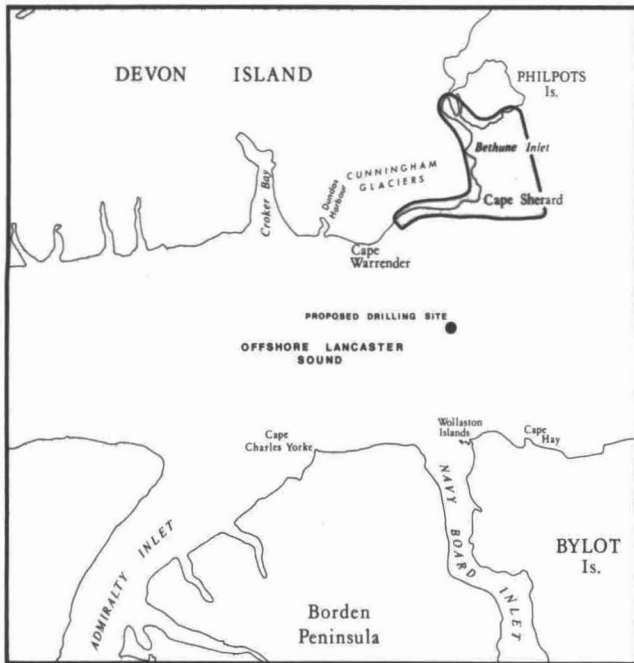 DEVON ISLAND
PHILPOTS
Is.
Bethune Inlet
CUNNINGHAM
GLACIERS
Croker Bay
Dundas
Harbour
Cape Sherard
Cape
Warrender
PROPOSED DRILLING SITE
OFFSHORE LANCASTER
SOUND
Cape
Charles Yorke
Wollaston
Islands
Cape
Hay
NAVY BOARD INLET
ADMIRALTY INLET
BYLOT
Is.
Borden
Peninsula